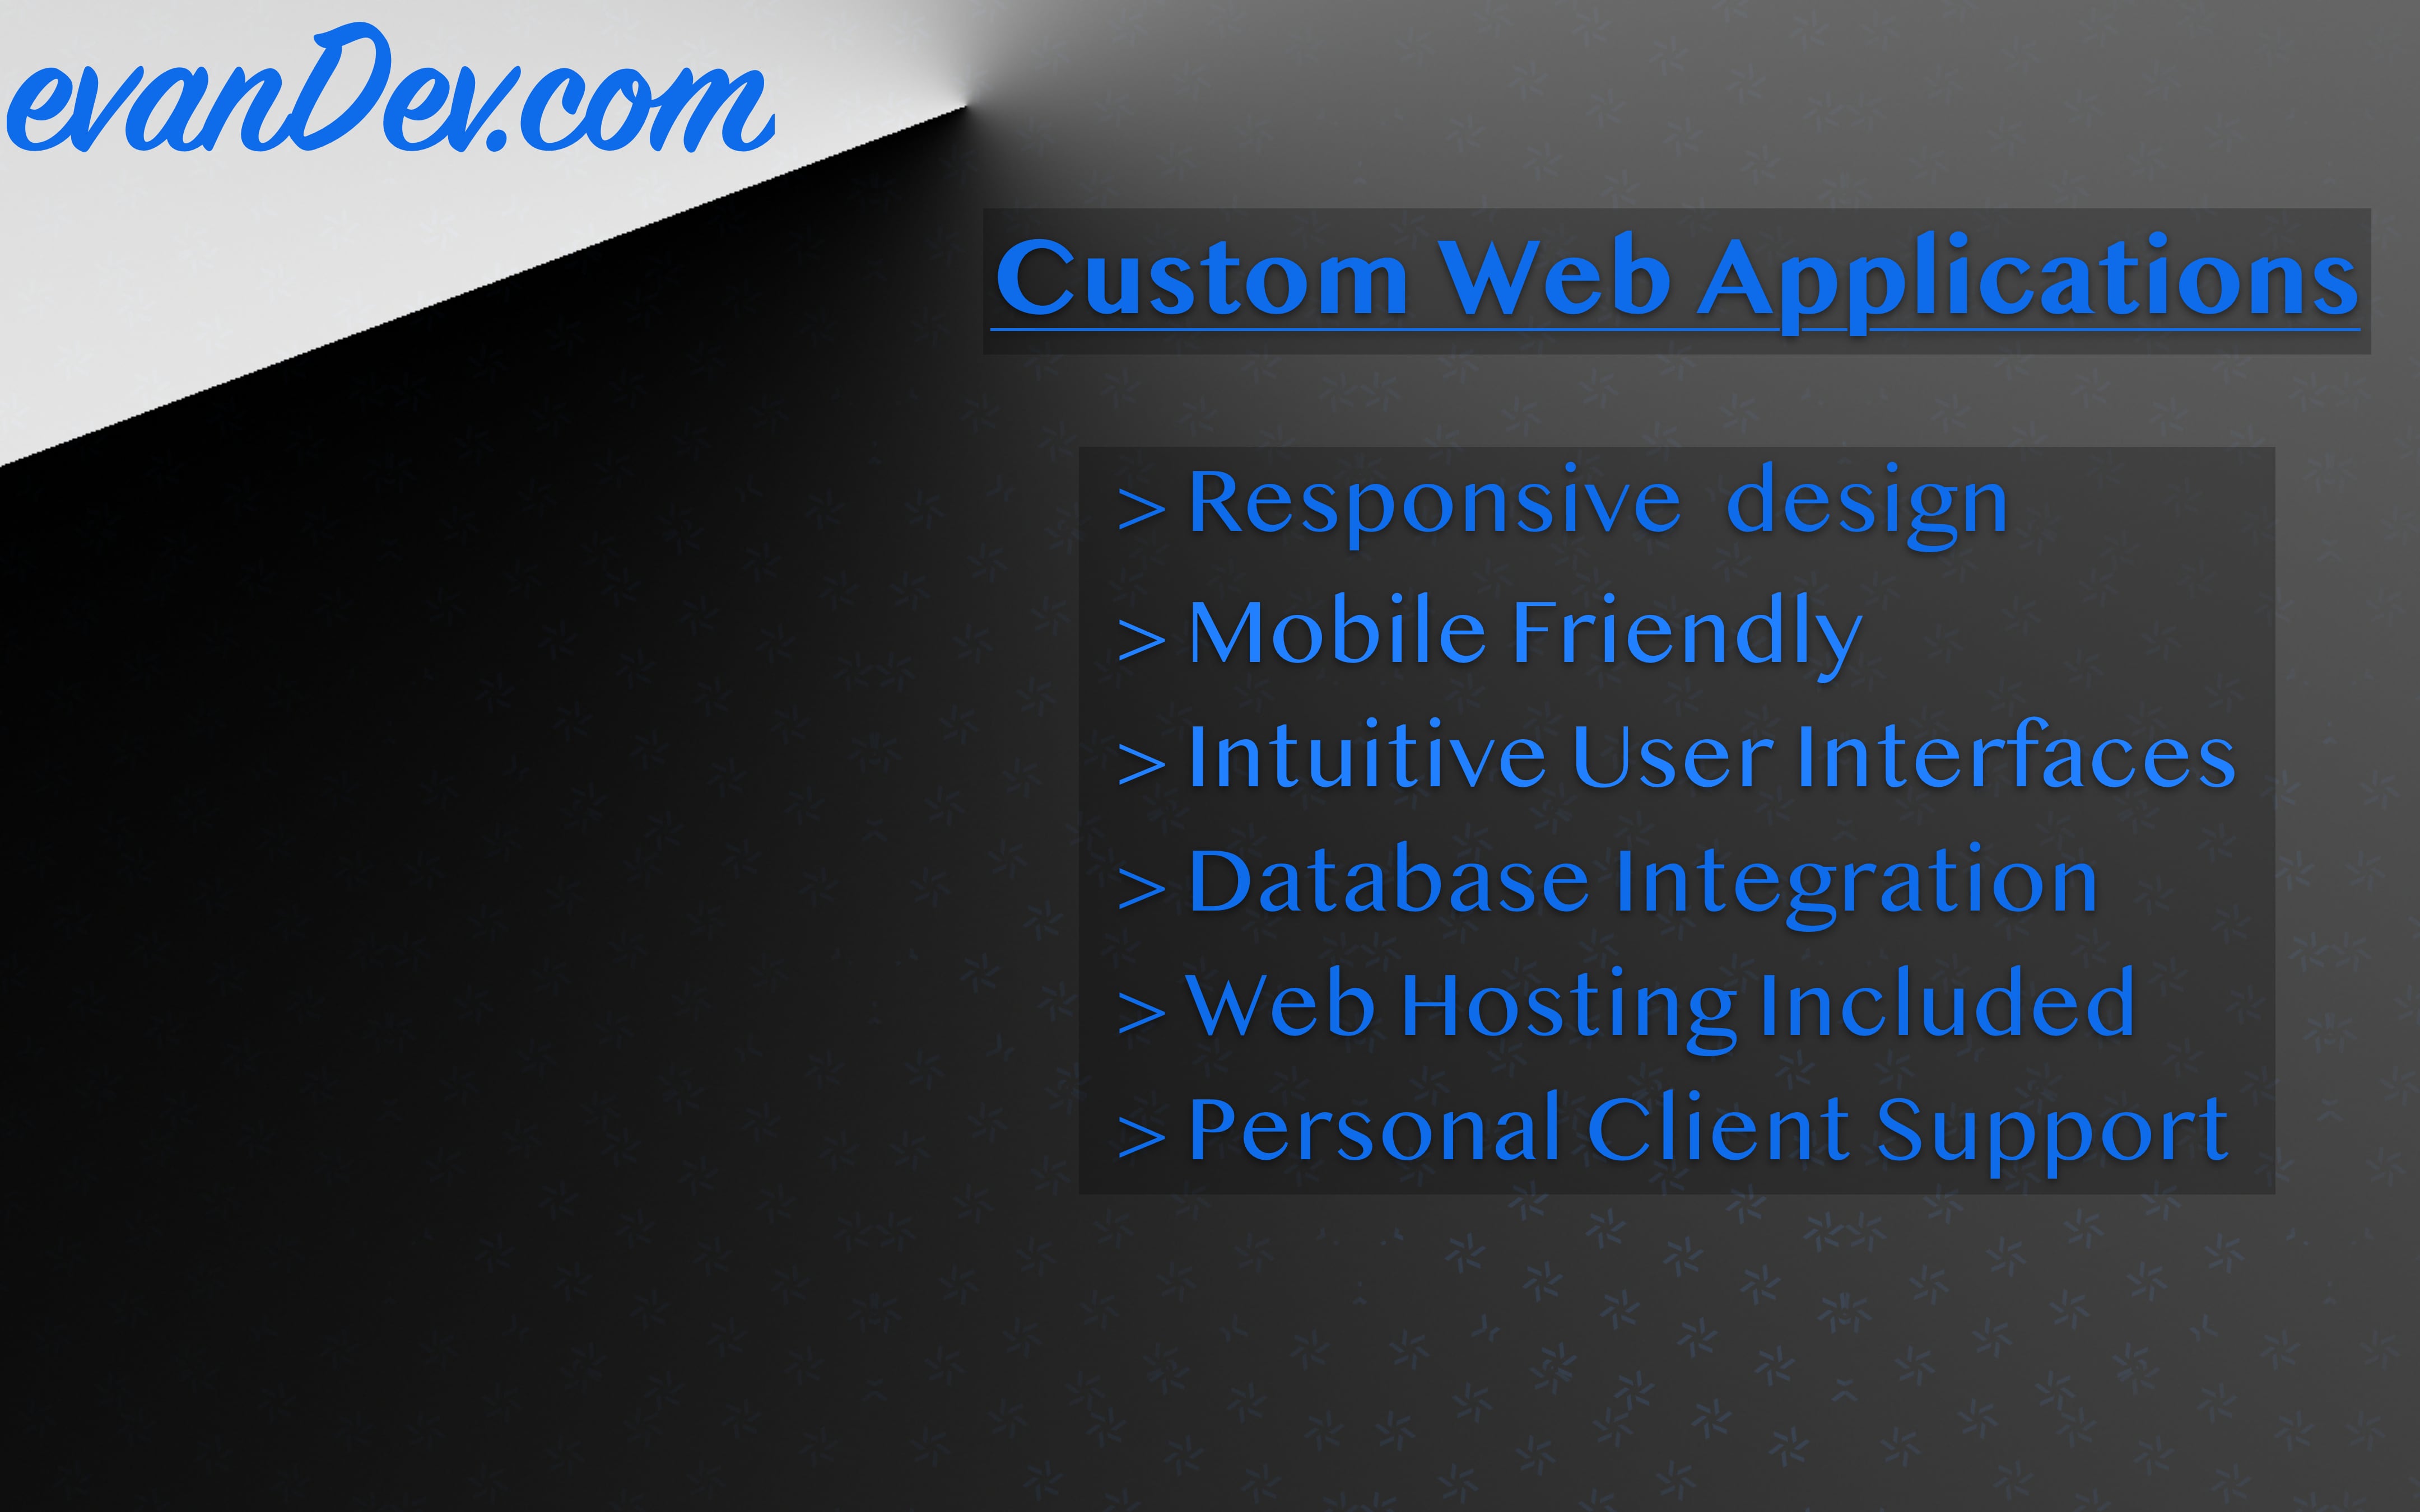 evanDev.com
Custom Web Applications
> Responsive design
> Mobile Friendly
> Intuitive User Interfaces
> Database Integration
> Web Hosting Included
> Personal Client Support